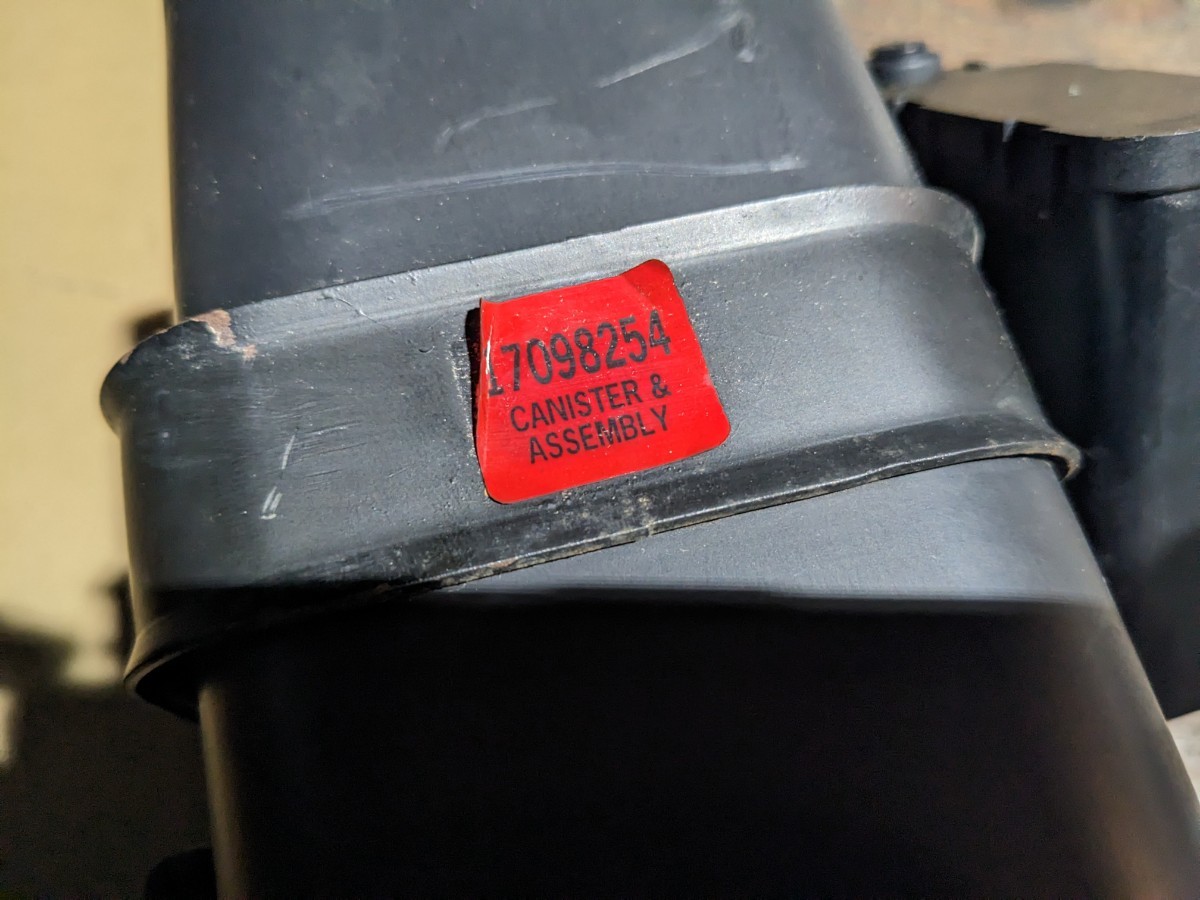 17098254
CANISTER &
ASSEMBLY